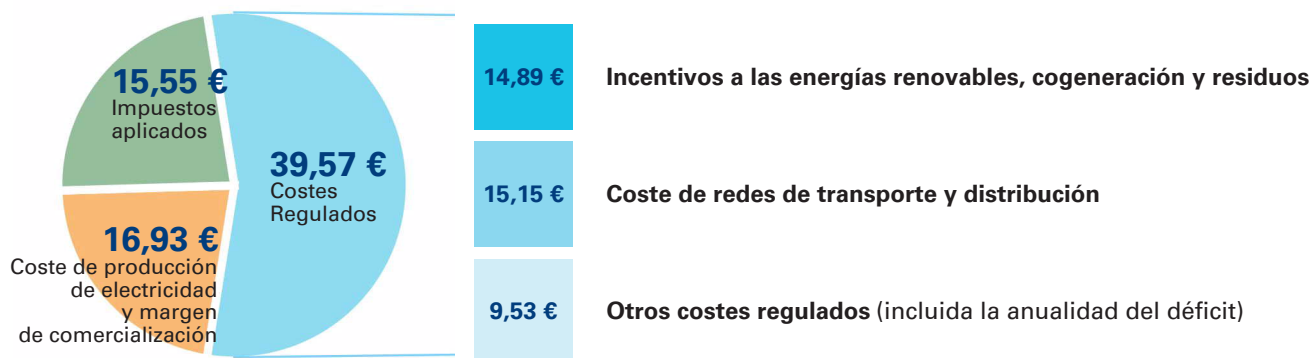 15,55 €
Impuestos
aplicados
39,57 €
Costes
Regulados
16,93 €
Coste de producción
de electricidad
y margen
de comercialización
14,89 € Incentivos a las energías renovables, cogeneración y residuos
15,15 € Coste de redes de transporte y distribución
9,53 € Otros costes regulados (incluida la anualidad del déficit)